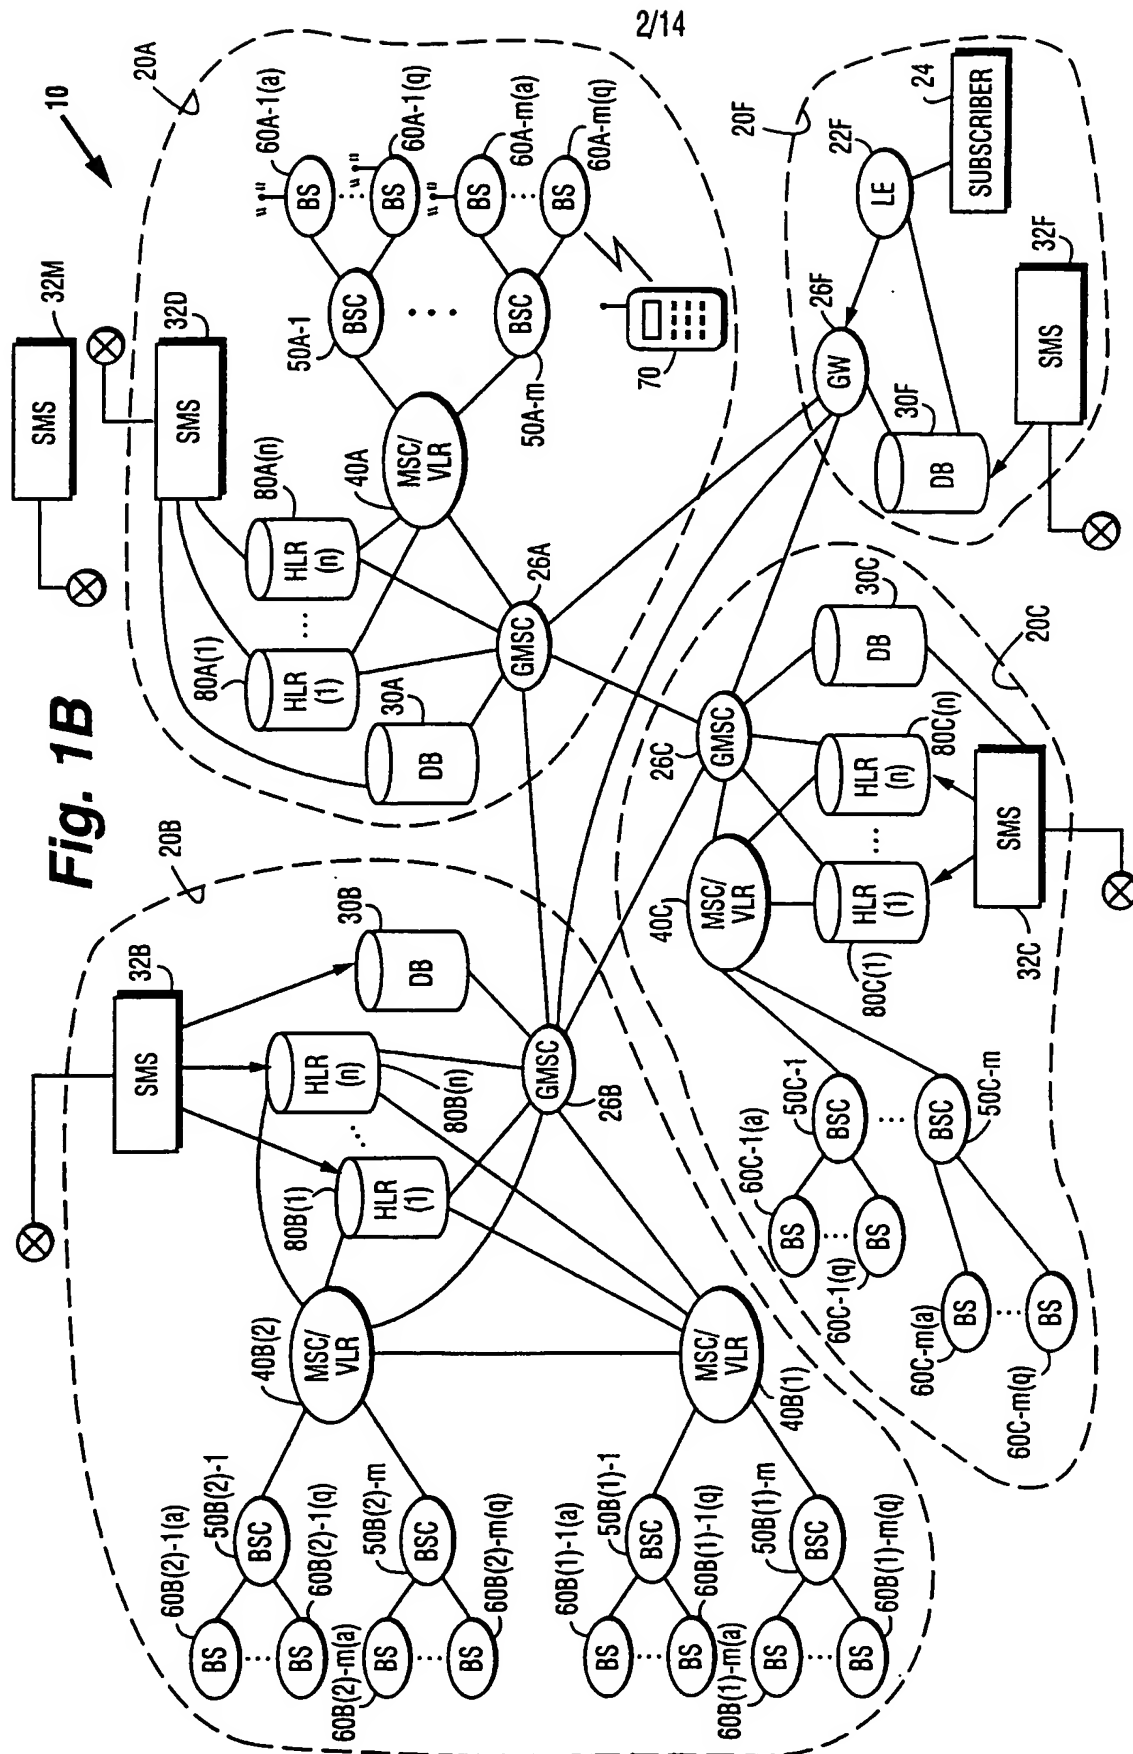 2/14
Fig. 1B
10
SMS
32M
20B
SMS
32B
DB
30B
HLR
(n)
80B(n)
...
HLR
(1)
80B(1)
GMSC
26B
MSC/
VLR
40B(2)
MSC/
VLR
40B(1)
BSC
50B(2)-1
BSC
50B(2)-m
BS
60B(2)-1(a)
BS
60B(2)-1(q)
BS
60B(2)-m(a)
BS
60B(2)-m(q)
BSC
50B(1)-1
BSC
50B(1)-m
BS
60B(1)-1(a)
BS
60B(1)-1(q)
BS
60B(1)-m(a)
BS
60B(1)-m(q)
20A
SMS
32D
HLR
(n)
80A(n)
...
HLR
(1)
80A(1)
DB
30A
GMSC
26A
MSC/
VLR
40A
BSC
50A-1
BSC
50A-m
BS
60A-1(a)
BS
60A-1(q)
BS
60A-m(a)
BS
60A-m(q)
70
20C
GMSC
26C
DB
30C
HLR
(n)
80C(n)
...
HLR
(1)
80C(1)
SMS
32C
MSC/
VLR
40C
BSC
50C-1
BSC
50C-m
BS
60C-1(a)
BS
60C-1(q)
BS
60C-m(a)
BS
60C-m(q)
20F
GW
26F
LE
22F
SUBSCRIBER
24
DB
30F
SMS
32F